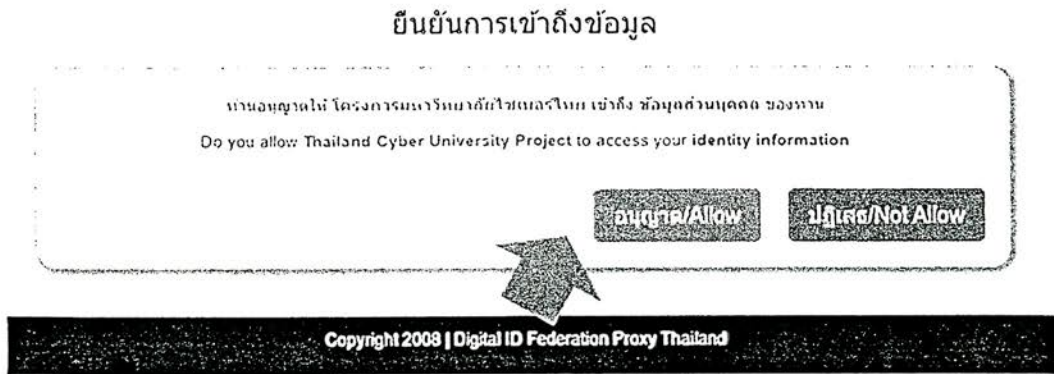 ยืนยันการเข้าถึงข้อมูล
ท่านอนุญาตให้ โครงการมหาวิทยาลัยไซเบอร์ไทย เข้าถึง ข้อมูลส่วนบุคคล ของท่าน
Do you allow Thailand Cyber University Project to access your identity information
อนุญาต/Allow
ปฏิเสธ/Not Allow
Copyright 2008 | Digital ID Federation Proxy Thailand